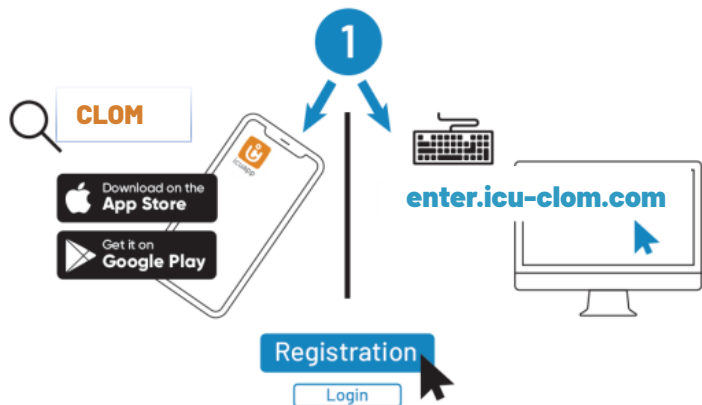 1
CLOM
icuapp
Download on the
App Store
Get it on
Google Play
enter.icu-clom.com
Registration
Login